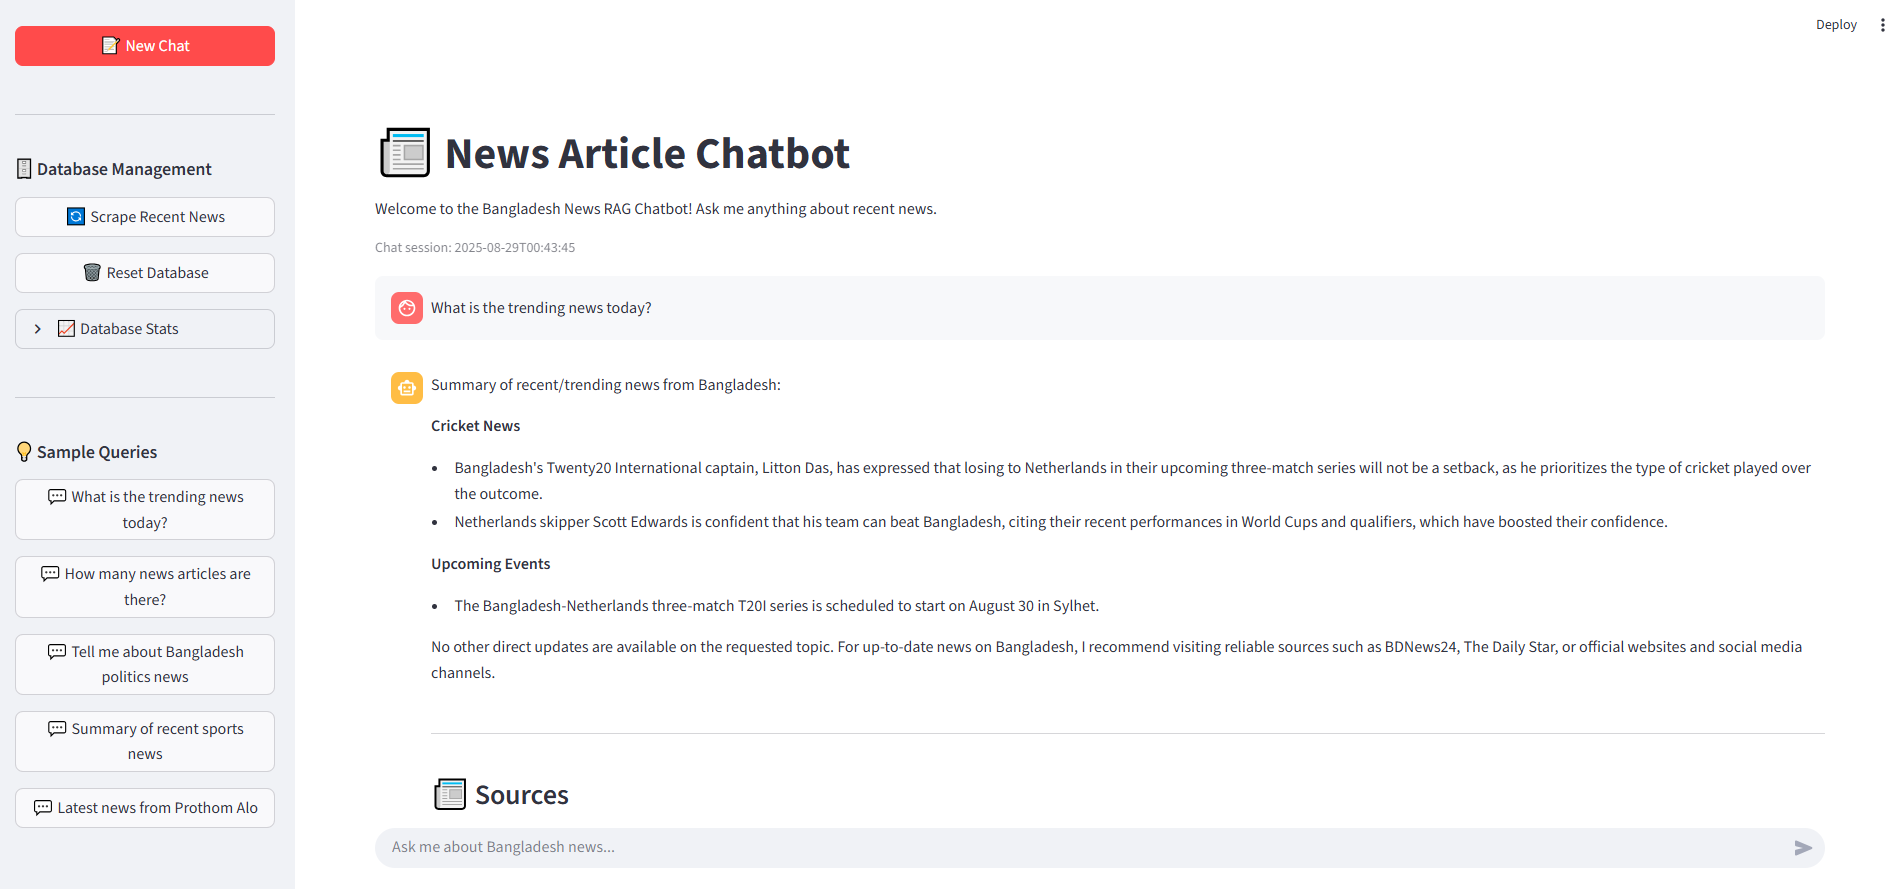 New Chat
Database Management
Scrape Recent News
Reset Database
Database Stats
Sample Queries
What is the trending news
today?
How many news articles are
there?
Tell me about Bangladesh
politics news
Summary of recent sports
news
Latest news from Prothom Alo
Deploy
News Article Chatbot
Welcome to the Bangladesh News RAG Chatbot! Ask me anything about recent news.
Chat session: 2025-08-29T00:43:45
What is the trending news today?
Summary of recent/trending news from Bangladesh:
Cricket News
• Bangladesh's Twenty20 International captain, Litton Das, has expressed that losing to Netherlands in their upcoming three-match series will not be a setback, as he prioritizes the type of cricket played over
the outcome.
• Netherlands skipper Scott Edwards is confident that his team can beat Bangladesh, citing their recent performances in World Cups and qualifiers, which have boosted their confidence.
Upcoming Events
• The Bangladesh-Netherlands three-match T20I series is scheduled to start on August 30 in Sylhet.
No other direct updates are available on the requested topic. For up-to-date news on Bangladesh, I recommend visiting reliable sources such as BDNews24, The Daily Star, or official websites and social media
channels.
Sources
Ask me about Bangladesh news...